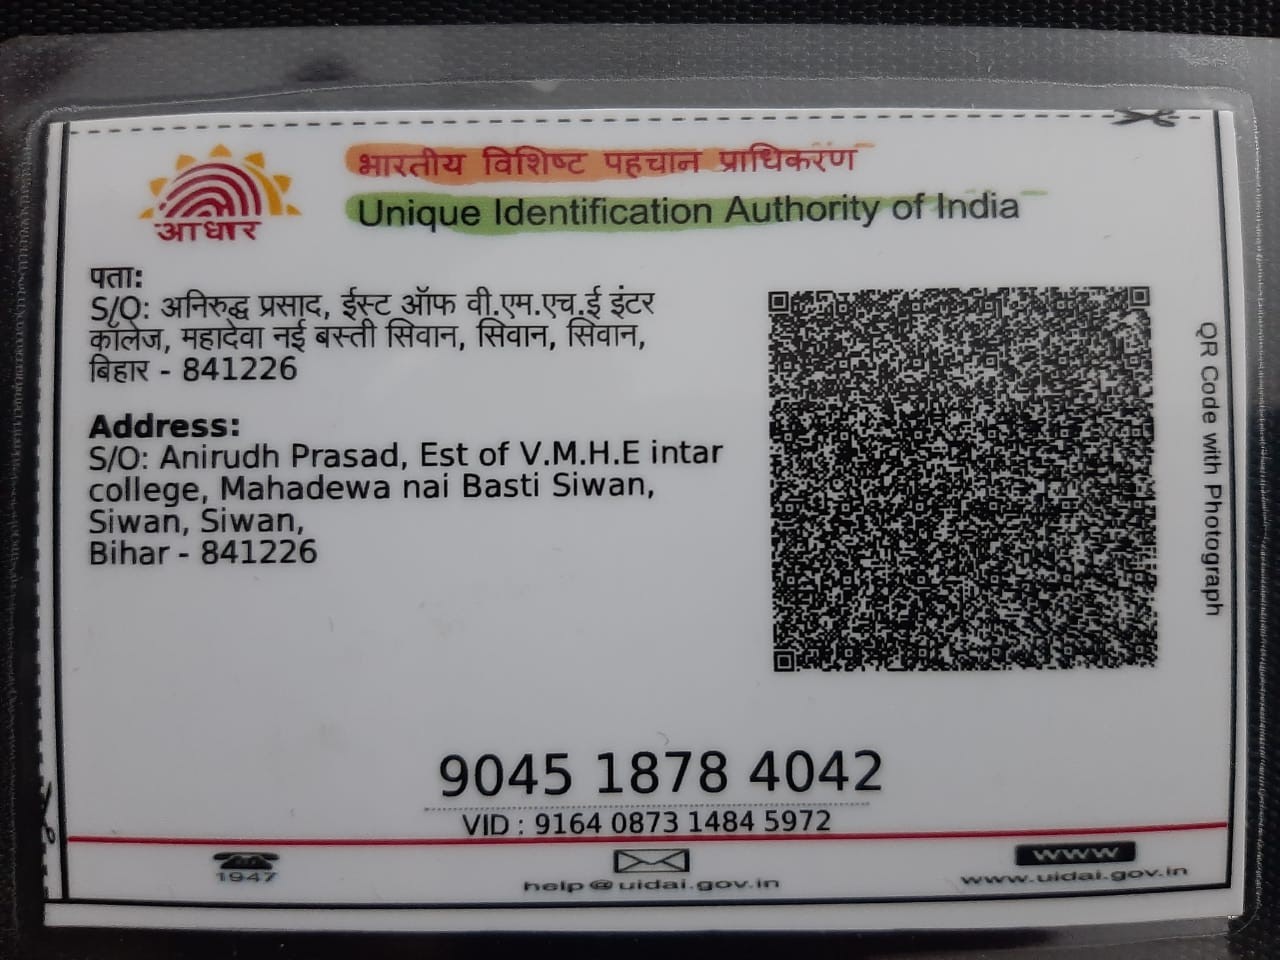 भारतीय विशिष्ट पहचान प्राधिकरण
Unique Identification Authority of India
आधार
पता:
S/O: अनिरुद्ध प्रसाद, ईस्ट ऑफ वी.एम.एच.ई इंटर
कालेज, महादेवा नई बस्ती सिवान, सिवान, सिवान,
बिहार - 841226
Address:
S/O: Anirudh Prasad, Est of V.M.H.E intar
college, Mahadewa nai Basti Siwan,
Siwan, Siwan,
Bihar - 841226
QR Code with Photograph
9045 1878 4042
VID : 9164 0873 1484 5972
1947
help@uidai.gov.in
www
www.uidai.gov.in